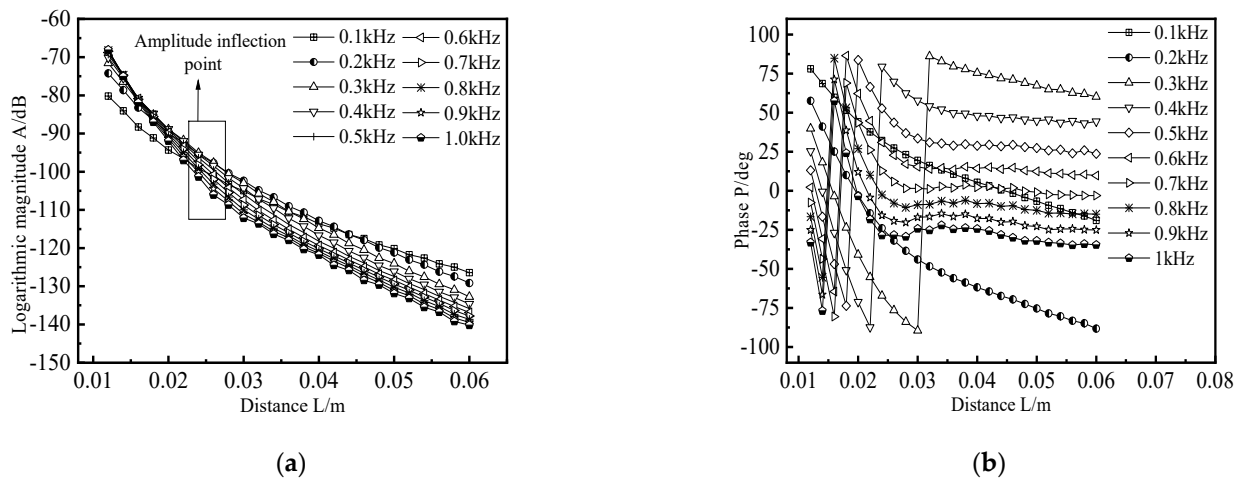 -60
-70
-80
-90
-100
-110
-120
-130
-140
-150
Logarithmic magnitude A/dB
Amplitude inflection
point
0.1kHz 0.6kHz
0.2kHz 0.7kHz
0.3kHz 0.8kHz
0.4kHz 0.9kHz
0.5kHz 1.0kHz
0.01 0.02 0.03 0.04 0.05 0.06
Distance L/m
(a)
100
75
50
25
0
-25
-50
-75
-100
Phase P/deg
0.1kHz
0.2kHz
0.3kHz
0.4kHz
0.5kHz
0.6kHz
0.7kHz
0.8kHz
0.9kHz
1kHz
0.01 0.02 0.03 0.04 0.05 0.06 0.07 0.08
Distance L/m
(b)